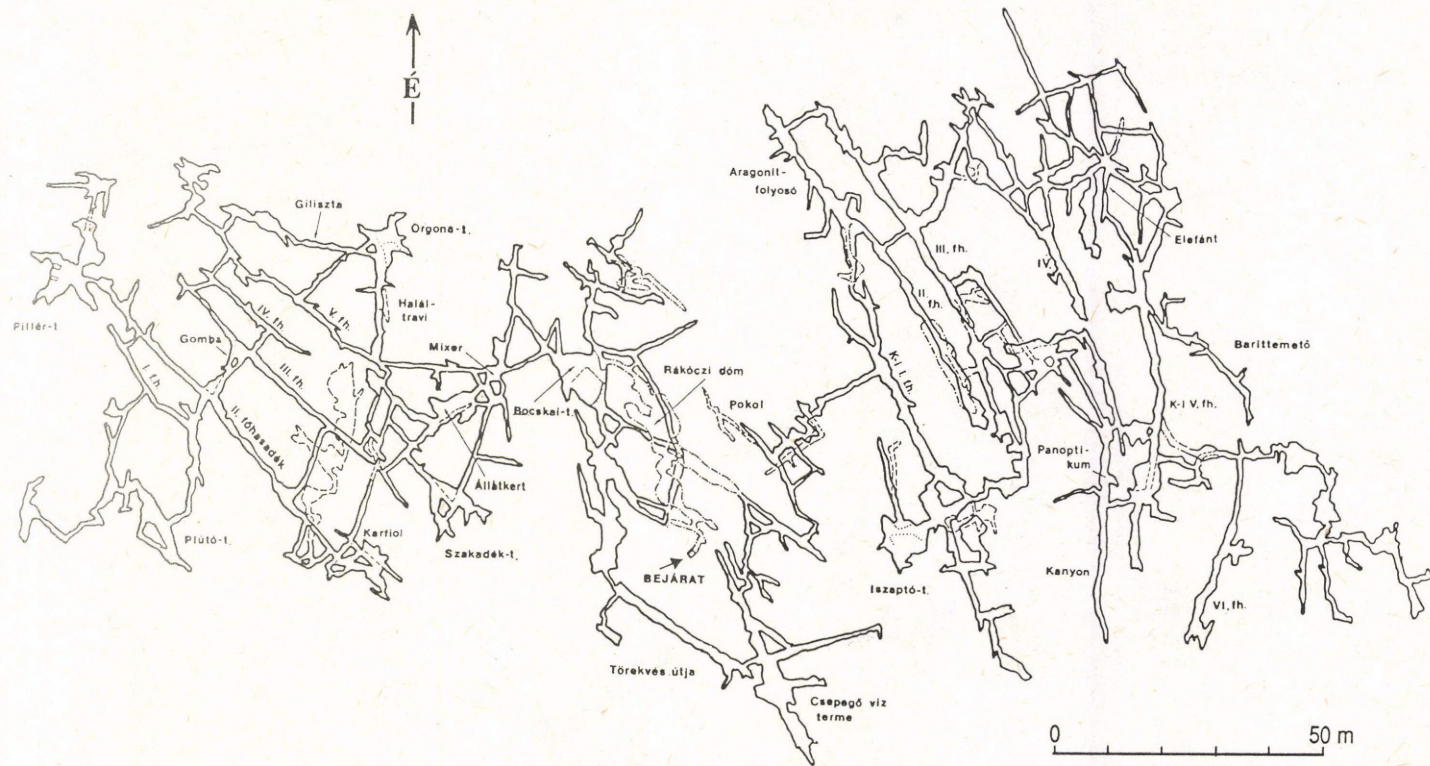 É
Aragonit-
folyosó
Giliszta
Orgona-t.
Elefánt
III. fh.
IV.
II.
fh.
Pillér-t.
Halál-
travi
IV. fh.
V. fh.
Gomba
Mixer
Barittemető
I. fh.
III. fh.
Rákóczi dóm
K-i I. fh.
Bocskai-t.
Pokol
K-i V. fh.
II. főhasadék
Panopti-
kum
Állatkert
Karfiol
Plútó-t.
Szakadék-t.
BEJÁRAT
Kanyon
Iszaptó-t.
VI. fh.
Törekvés útja
Csepegő víz
terme
0 50 m